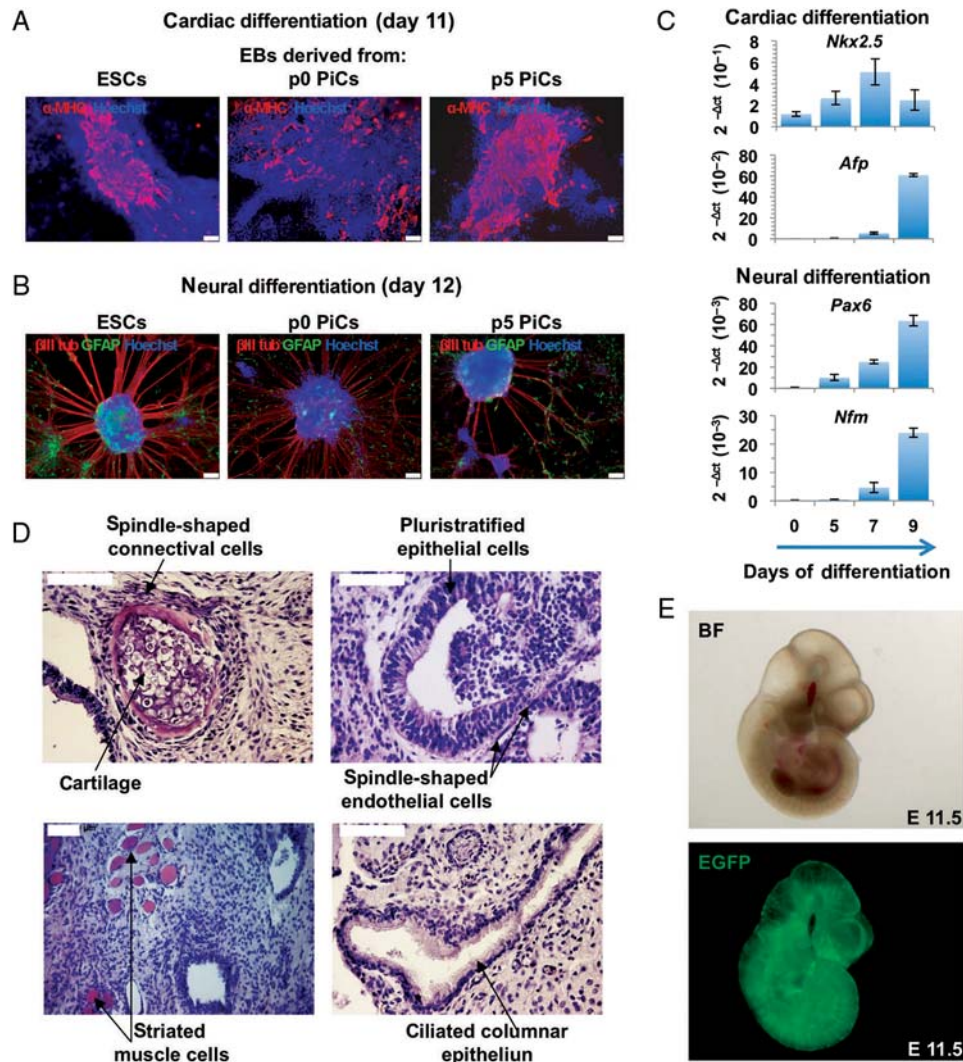 A
Cardiac differentiation (day 11)
EBs derived from:
ESCs
p0 PiCs
p5 PiCs
α-MHC Hoechst
α-MHC Hoechst
α-MHC Hoechst
B
Neural differentiation (day 12)
ESCs
p0 PiCs
p5 PiCs
βIII tub GFAP Hoechst
βIII tub GFAP Hoechst
βIII tub GFAP Hoechst
C
Cardiac differentiation
Nkx2.5
2 −Δct (10−1)
8
6
4
2
0
Afp
2 −Δct (10−2)
80
60
40
20
0
Neural differentiation
Pax6
2 −Δct (10−3)
80
60
40
20
0
Nfm
2 −Δct (10−3)
30
20
10
0
0 5 7 9
Days of differentiation
D
Spindle-shaped
connectival cells
Pluristratified
epithelial cells
Cartilage
Spindle-shaped
endothelial cells
Striated
muscle cells
Ciliated columnar
epitheliun
E
BF
E 11.5
EGFP
E 11.5